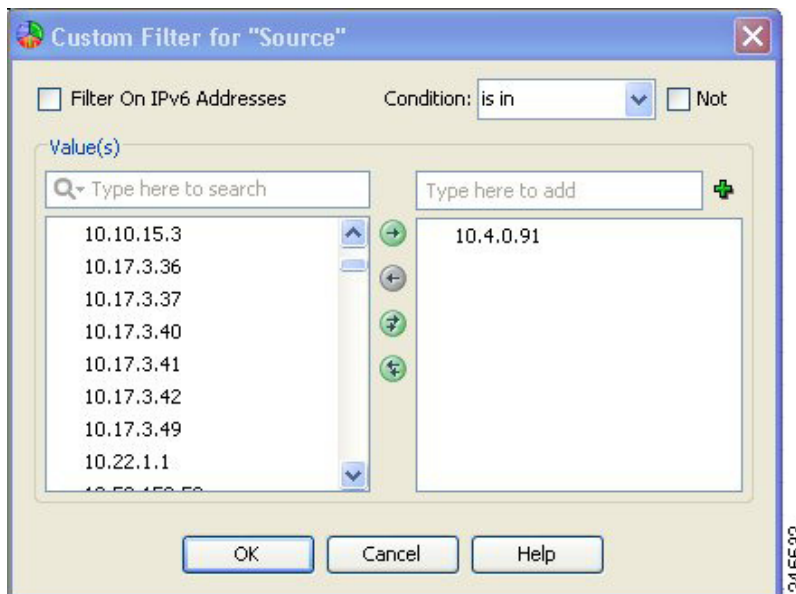 Custom Filter for "Source"
Filter On IPv6 Addresses
Condition: is in
Not
Value(s)
Type here to search
Type here to add
10.10.15.3
10.17.3.36
10.17.3.37
10.17.3.40
10.17.3.41
10.17.3.42
10.17.3.49
10.22.1.1
10.4.0.91
OK
Cancel
Help